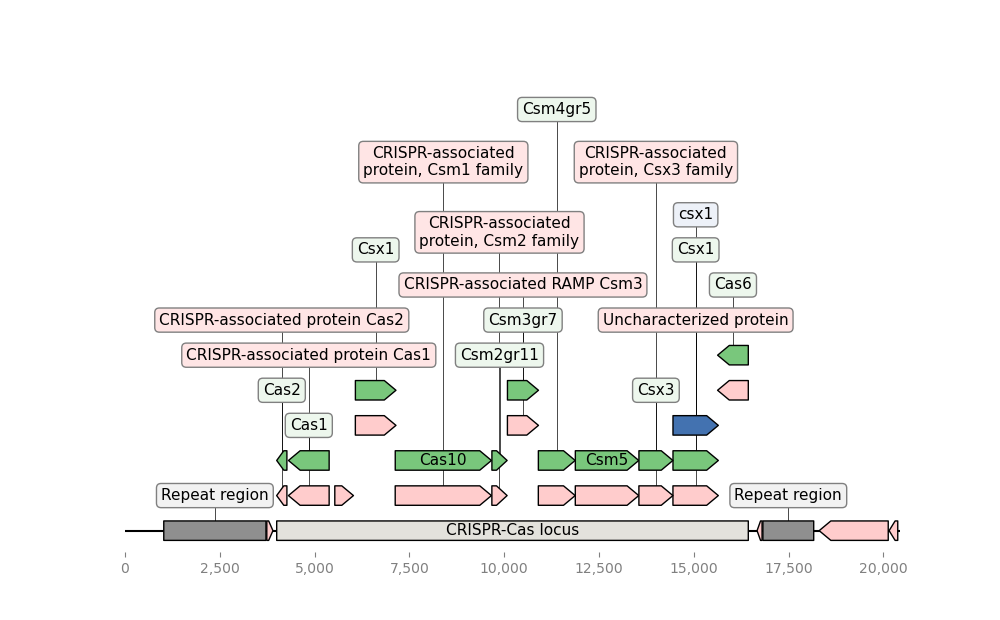 Csm4gr5
CRISPR-associated
protein, Csm1 family
CRISPR-associated
protein, Csx3 family
csx1
CRISPR-associated
protein, Csm2 family
Csx1
Csx1
CRISPR-associated RAMP Csm3
Cas6
CRISPR-associated protein Cas2
Csm3gr7
Uncharacterized protein
CRISPR-associated protein Cas1
Csm2gr11
Cas2
Csx3
Cas1
Cas10
Csm5
Repeat region
Repeat region
CRISPR-Cas locus
0
2,500
5,000
7,500
10,000
12,500
15,000
17,500
20,000